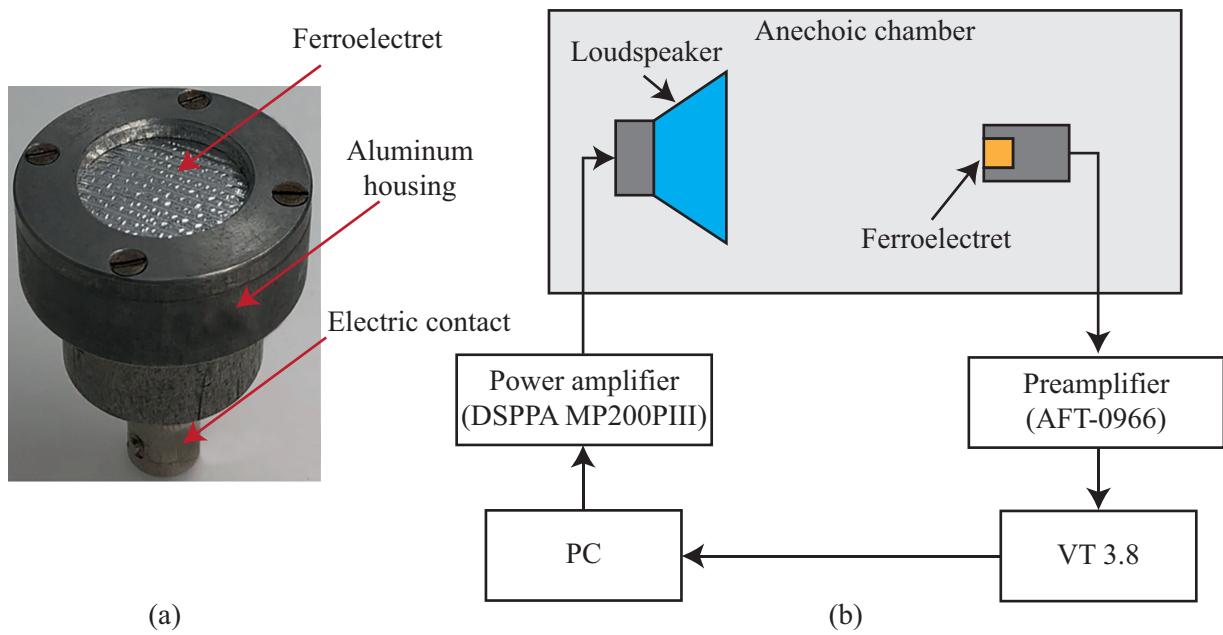 Ferroelectret
Aluminum
housing
Electric contact
(a)
Anechoic chamber
Loudspeaker
Ferroelectret
Power amplifier
(DSPPA MP200PIII)
Preamplifier
(AFT-0966)
PC
VT 3.8
(b)